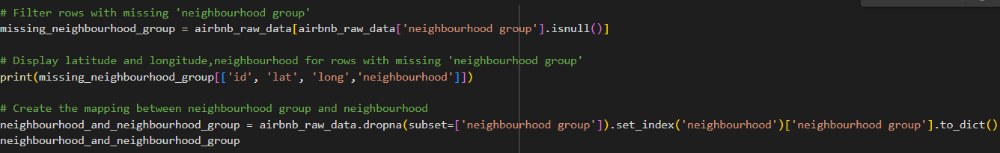 # Filter rows with missing 'neighbourhood group'
missing_neighbourhood_group = airbnb_raw_data[airbnb_raw_data['neighbourhood group'].isnull()]
# Display latitude and longitude,neighbourhood for rows with missing 'neighbourhood group'
print(missing_neighbourhood_group[['id', 'lat', 'long','neighbourhood']])
# Create the mapping between neighbourhood group and neighbourhood
neighbourhood_and_neighbourhood_group = airbnb_raw_data.dropna(subset=['neighbourhood group']).set_index('neighbourhood')['neighbourhood group'].to_dict()
neighbourhood_and_neighbourhood_group